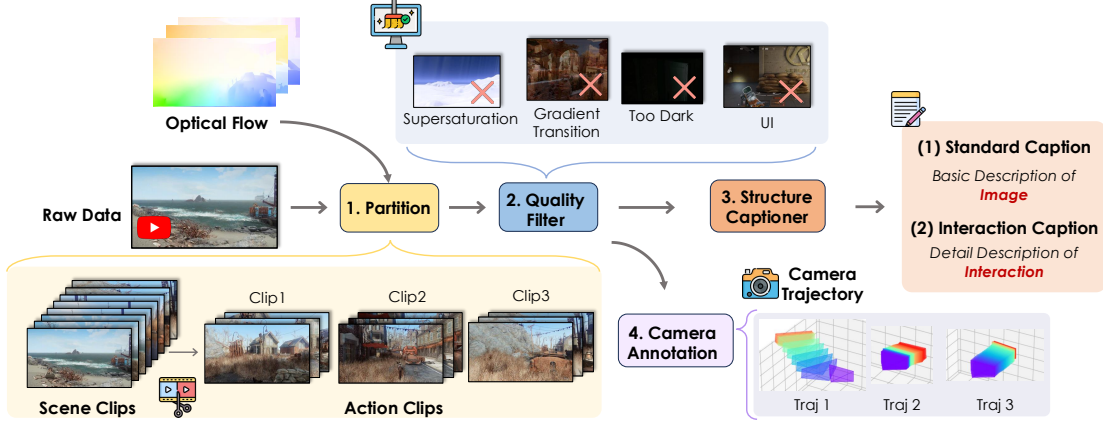 Optical Flow
Supersaturation
Gradient
Transition
Too Dark
UI
Raw Data
1. Partition
2. Quality
Filter
3. Structure
Captioner
(1) Standard Caption
Basic Description of
Image
(2) Interaction Caption
Detail Description of
Interaction
Clip1
Clip2
Clip3
Scene Clips
Action Clips
4. Camera
Annotation
Camera
Trajectory
Traj 1
Traj 2
Traj 3